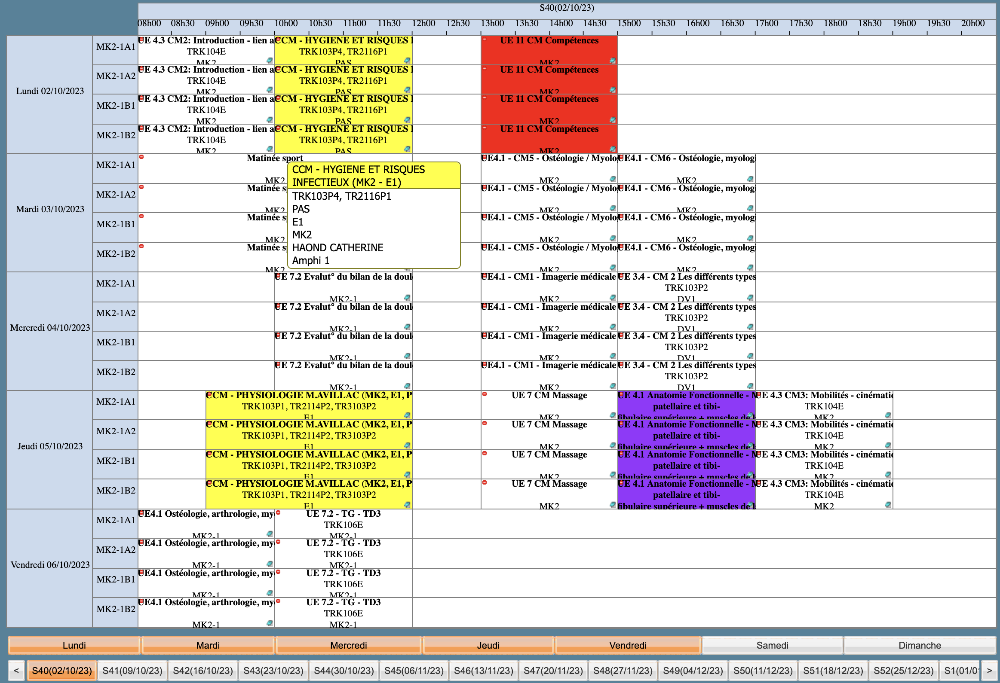 S40(02/10/23)
08h00 08h30 09h00 09h30 10h00 10h30 11h00 11h30 12h00 12h30 13h00 13h30 14h00 14h30 15h00 15h30 16h00 16h30 17h00 17h30 18h00 18h30 19h00 19h30 20h00
Lundi 02/10/2023
MK2-1A1
UE 4.3 CM2: Introduction - lien a
TRK104E
MK2
CCM - HYGIENE ET RISQUES I
TRK103P4, TR2116P1
PAS
UE 11 CM Compétences
MK2
MK2-1A2
UE 4.3 CM2: Introduction - lien a
TRK104E
MK2
CCM - HYGIENE ET RISQUES I
TRK103P4, TR2116P1
PAS
UE 11 CM Compétences
MK2
MK2-1B1
UE 4.3 CM2: Introduction - lien a
TRK104E
MK2
CCM - HYGIENE ET RISQUES I
TRK103P4, TR2116P1
PAS
UE 11 CM Compétences
MK2
MK2-1B2
UE 4.3 CM2: Introduction - lien a
TRK104E
MK2
CCM - HYGIENE ET RISQUES I
TRK103P4, TR2116P1
PAS
UE 11 CM Compétences
MK2
Mardi 03/10/2023
MK2-1A1
Matinée sport
MK2
UE4.1 - CM5 - Ostéologie / Myolo
MK2
UE4.1 - CM6 - Ostéologie, myologi
MK2
MK2-1A2
Matinée sp
MK2
UE4.1 - CM5 - Ostéologie / Myolo
MK2
UE4.1 - CM6 - Ostéologie, myologi
MK2
MK2-1B1
Matinée sp
MK2
UE4.1 - CM5 - Ostéologie / Myolo
MK2
UE4.1 - CM6 - Ostéologie, myologi
MK2
MK2-1B2
Matinée sp
MK2
UE4.1 - CM5 - Ostéologie / Myolo
MK2
UE4.1 - CM6 - Ostéologie, myologi
MK2
CCM - HYGIENE ET RISQUES
INFECTIEUX (MK2 - E1)
TRK103P4, TR2116P1
PAS
E1
MK2
HAOND CATHERINE
Amphi 1
Mercredi 04/10/2023
MK2-1A1
UE 7.2 Evalut° du bilan de la doul
MK2-1
UE4.1 - CM1 - Imagerie médicale
MK2
UE 3.4 - CM 2 Les différents types
TRK103P2
DV1
MK2-1A2
UE 7.2 Evalut° du bilan de la doul
MK2-1
UE4.1 - CM1 - Imagerie médicale
MK2
UE 3.4 - CM 2 Les différents types
TRK103P2
DV1
MK2-1B1
UE 7.2 Evalut° du bilan de la doul
MK2-1
UE4.1 - CM1 - Imagerie médicale
MK2
UE 3.4 - CM 2 Les différents types
TRK103P2
DV1
MK2-1B2
UE 7.2 Evalut° du bilan de la doul
MK2-1
UE4.1 - CM1 - Imagerie médicale
MK2
UE 3.4 - CM 2 Les différents types
TRK103P2
DV1
Jeudi 05/10/2023
MK2-1A1
CCM - PHYSIOLOGIE M.AVILLAC (MK2, E1, P
TRK103P1, TR2114P2, TR3103P2
E1
UE 7 CM Massage
MK2
UE 4.1 Anatomie Fonctionnelle - M
patellaire et tibi-
fibulaire supérieure + muscles de l
UE 4.3 CM3: Mobilités - cinématic
TRK104E
MK2
MK2-1A2
CCM - PHYSIOLOGIE M.AVILLAC (MK2, E1, P
TRK103P1, TR2114P2, TR3103P2
E1
UE 7 CM Massage
MK2
UE 4.1 Anatomie Fonctionnelle - M
patellaire et tibi-
fibulaire supérieure + muscles de l
UE 4.3 CM3: Mobilités - cinématic
TRK104E
MK2
MK2-1B1
CCM - PHYSIOLOGIE M.AVILLAC (MK2, E1, P
TRK103P1, TR2114P2, TR3103P2
E1
UE 7 CM Massage
MK2
UE 4.1 Anatomie Fonctionnelle - M
patellaire et tibi-
fibulaire supérieure + muscles de l
UE 4.3 CM3: Mobilités - cinématic
TRK104E
MK2
MK2-1B2
CCM - PHYSIOLOGIE M.AVILLAC (MK2, E1, P
TRK103P1, TR2114P2, TR3103P2
E1
UE 7 CM Massage
MK2
UE 4.1 Anatomie Fonctionnelle - M
patellaire et tibi-
fibulaire supérieure + muscles de l
UE 4.3 CM3: Mobilités - cinématic
TRK104E
MK2
Vendredi 06/10/2023
MK2-1A1
UE4.1 Ostéologie, arthrologie, my
MK2-1
UE 7.2 - TG - TD3
TRK106E
MK2-1
MK2-1A2
UE4.1 Ostéologie, arthrologie, my
MK2-1
UE 7.2 - TG - TD3
TRK106E
MK2-1
MK2-1B1
UE4.1 Ostéologie, arthrologie, my
MK2-1
UE 7.2 - TG - TD3
TRK106E
MK2-1
MK2-1B2
UE4.1 Ostéologie, arthrologie, my
MK2-1
UE 7.2 - TG - TD3
TRK106E
MK2-1
Lundi Mardi Mercredi Jeudi Vendredi Samedi Dimanche
< S40(02/10/23) S41(09/10/23) S42(16/10/23) S43(23/10/23) S44(30/10/23) S45(06/11/23) S46(13/11/23) S47(20/11/23) S48(27/11/23) S49(04/12/23) S50(11/12/23) S51(18/12/23) S52(25/12/23) S1(01/0 >